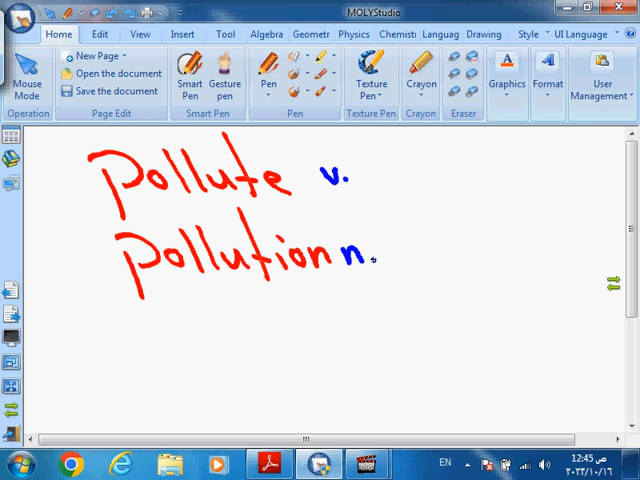 MOLYStudio
Home Edit View Insert Tool Algebra Geometr Physics Chemisti Languag Drawing Style UI Language
Mouse Mode
New Page
Open the document
Save the document
Smart Pen
Gesture pen
Pen
Texture Pen
Crayon
Graphics
Format
User Management
Operation Page Edit Smart Pen Pen Texture Pen Crayon Eraser
Pollute v.
pollution n.
EN
12:45 ص
٢٠٢٣/١٠/١٦